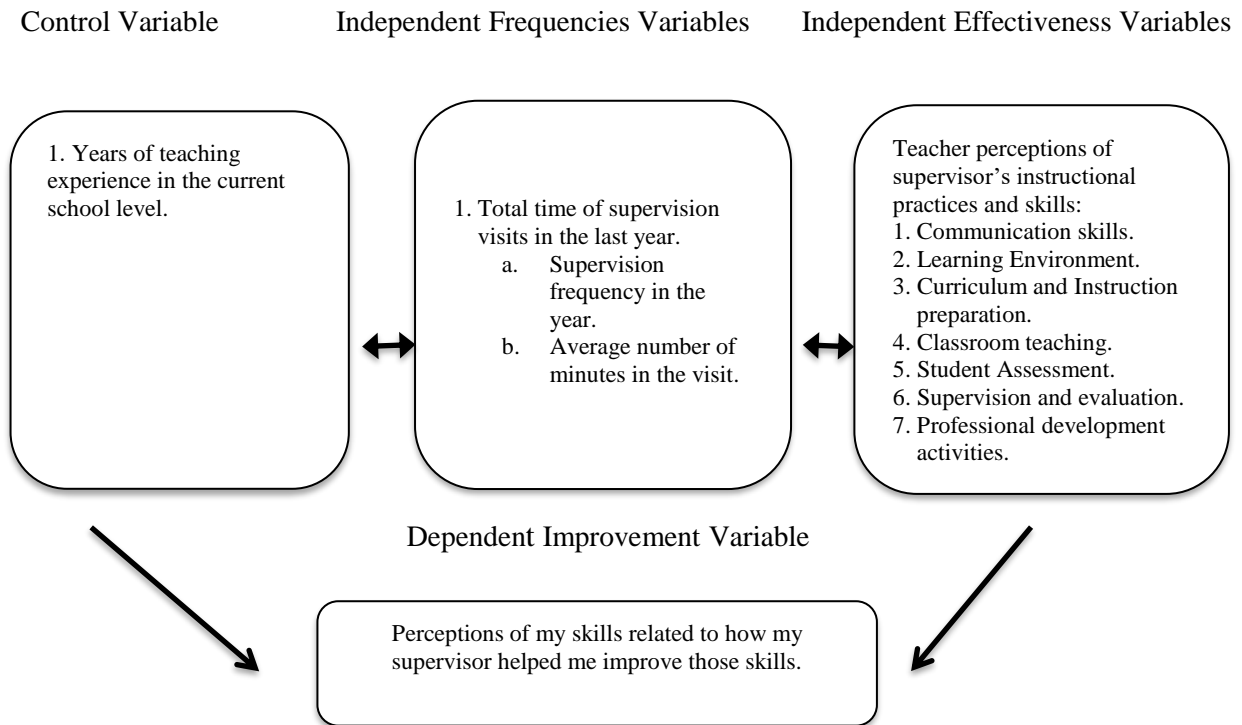 Control Variable
Independent Frequencies Variables
Independent Effectiveness Variables
1. Years of teaching
experience in the current
school level.
1. Total time of supervision
visits in the last year.
a. Supervision
frequency in the
year.
b. Average number of
minutes in the visit.
Teacher perceptions of
supervisor’s instructional
practices and skills:
1. Communication skills.
2. Learning Environment.
3. Curriculum and Instruction
preparation.
4. Classroom teaching.
5. Student Assessment.
6. Supervision and evaluation.
7. Professional development
activities.
Dependent Improvement Variable
Perceptions of my skills related to how my
supervisor helped me improve those skills.